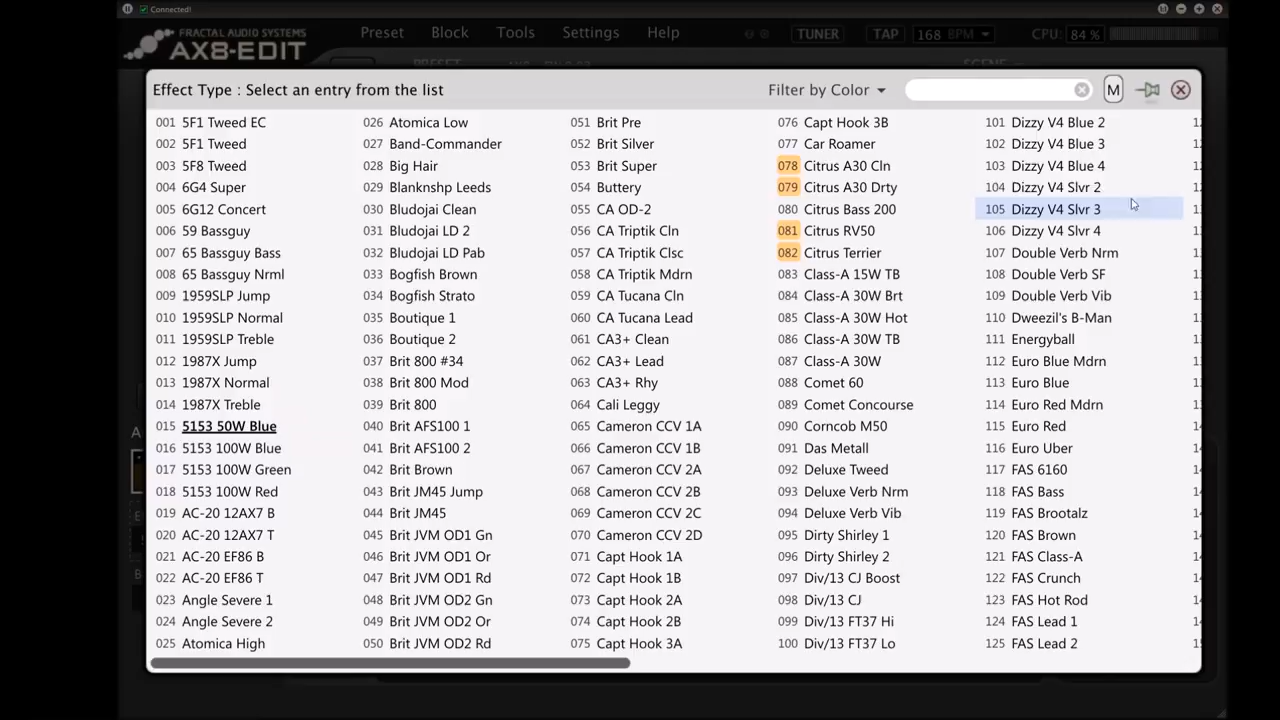 Connected!
FRACTAL AUDIO SYSTEMS
AX8-EDIT
Preset Block Tools Settings Help
TUNER TAP 168 BPM CPU: 84 %
Effect Type : Select an entry from the list
Filter by Color
M
001 5F1 Tweed EC
002 5F1 Tweed
003 5F8 Tweed
004 6G4 Super
005 6G12 Concert
006 59 Bassguy
007 65 Bassguy Bass
008 65 Bassguy Nrml
009 1959SLP Jump
010 1959SLP Normal
011 1959SLP Treble
012 1987X Jump
013 1987X Normal
014 1987X Treble
015 5153 50W Blue
016 5153 100W Blue
017 5153 100W Green
018 5153 100W Red
019 AC-20 12AX7 B
020 AC-20 12AX7 T
021 AC-20 EF86 B
022 AC-20 EF86 T
023 Angle Severe 1
024 Angle Severe 2
025 Atomica High
026 Atomica Low
027 Band-Commander
028 Big Hair
029 Blanknshp Leeds
030 Bludojai Clean
031 Bludojai LD 2
032 Bludojai LD Pab
033 Bogfish Brown
034 Bogfish Strato
035 Boutique 1
036 Boutique 2
037 Brit 800 #34
038 Brit 800 Mod
039 Brit 800
040 Brit AFS100 1
041 Brit AFS100 2
042 Brit Brown
043 Brit JM45 Jump
044 Brit JM45
045 Brit JVM OD1 Gn
046 Brit JVM OD1 Or
047 Brit JVM OD1 Rd
048 Brit JVM OD2 Gn
049 Brit JVM OD2 Or
050 Brit JVM OD2 Rd
051 Brit Pre
052 Brit Silver
053 Brit Super
054 Buttery
055 CA OD-2
056 CA Triptik Cln
057 CA Triptik Clsc
058 CA Triptik Mdrn
059 CA Tucana Cln
060 CA Tucana Lead
061 CA3+ Clean
062 CA3+ Lead
063 CA3+ Rhy
064 Cali Leggy
065 Cameron CCV 1A
066 Cameron CCV 1B
067 Cameron CCV 2A
068 Cameron CCV 2B
069 Cameron CCV 2C
070 Cameron CCV 2D
071 Capt Hook 1A
072 Capt Hook 1B
073 Capt Hook 2A
074 Capt Hook 2B
075 Capt Hook 3A
076 Capt Hook 3B
077 Car Roamer
078 Citrus A30 Cln
079 Citrus A30 Drty
080 Citrus Bass 200
081 Citrus RV50
082 Citrus Terrier
083 Class-A 15W TB
084 Class-A 30W Brt
085 Class-A 30W Hot
086 Class-A 30W TB
087 Class-A 30W
088 Comet 60
089 Comet Concourse
090 Corncob M50
091 Das Metall
092 Deluxe Tweed
093 Deluxe Verb Nrm
094 Deluxe Verb Vib
095 Dirty Shirley 1
096 Dirty Shirley 2
097 Div/13 CJ Boost
098 Div/13 CJ
099 Div/13 FT37 Hi
100 Div/13 FT37 Lo
101 Dizzy V4 Blue 2
102 Dizzy V4 Blue 3
103 Dizzy V4 Blue 4
104 Dizzy V4 Slvr 2
105 Dizzy V4 Slvr 3
106 Dizzy V4 Slvr 4
107 Double Verb Nrm
108 Double Verb SF
109 Double Verb Vib
110 Dweezil's B-Man
111 Energyball
112 Euro Blue Mdrn
113 Euro Blue
114 Euro Red Mdrn
115 Euro Red
116 Euro Uber
117 FAS 6160
118 FAS Bass
119 FAS Brootalz
120 FAS Brown
121 FAS Class-A
122 FAS Crunch
123 FAS Hot Rod
124 FAS Lead 1
125 FAS Lead 2